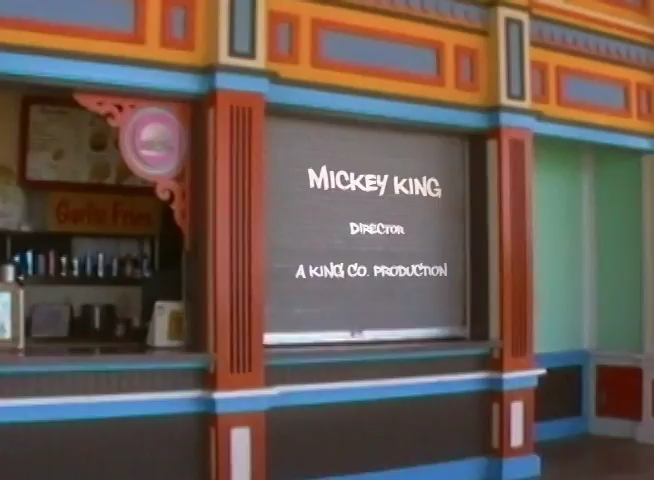 Garlic Fries
MICKEY KING
DIRECTOR
A KING CO. PRODUCTION